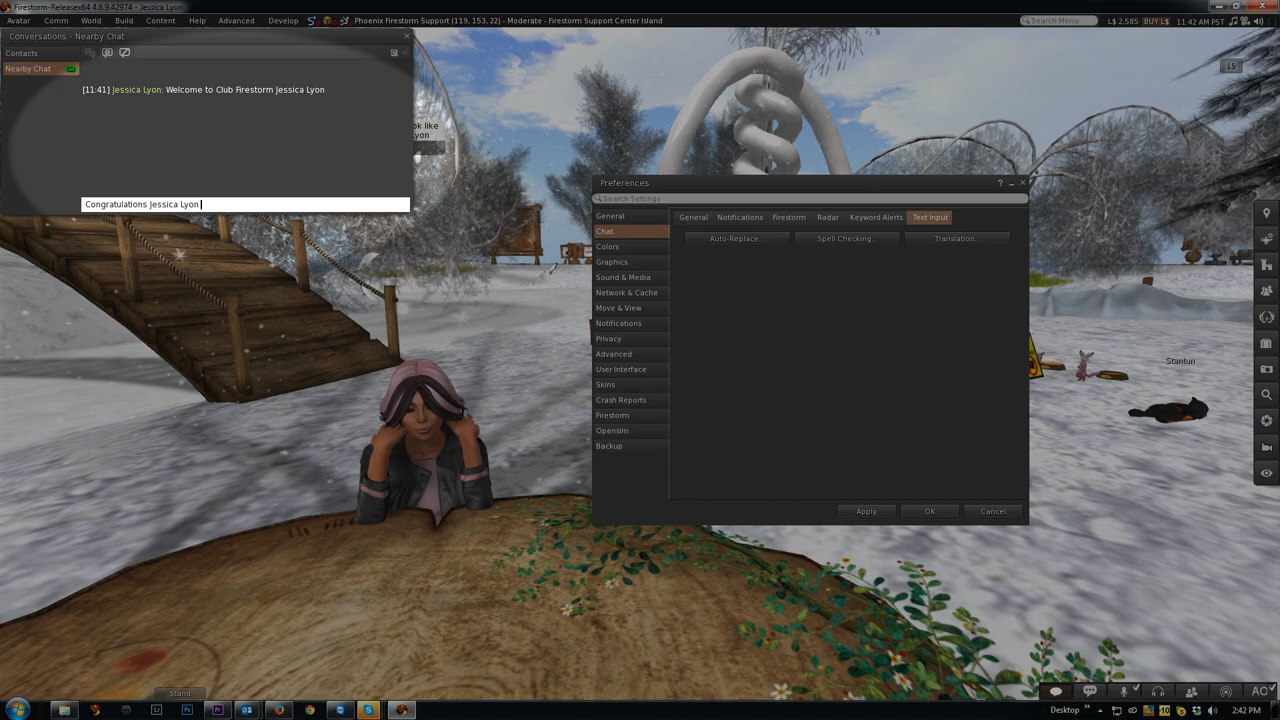 Firestorm-Releasex64 4.6.9.42974 - Jessica Lyon
Avatar Comm World Build Content Help Advanced Develop Phoenix Firestorm Support (119, 153, 22) - Moderate - Firestorm Support Center Island Search Menu L$ 2,585 BUY L$ 11:42 AM PST
Conversations - Nearby Chat
Contacts
Nearby Chat
[11:41] Jessica Lyon: Welcome to Club Firestorm Jessica Lyon
Congratulations Jessica Lyon
15
Preferences
Search Settings
General
Chat
Colors
Graphics
Sound & Media
Network & Cache
Move & View
Notifications
Privacy
Advanced
User Interface
Skins
Crash Reports
Firestorm
Opensim
Backup
General Notifications Firestorm Radar Keyword Alerts Text Input
Auto-Replace... Spell Checking... Translation...
Apply OK Cancel
Stantun
Stand
AO
Desktop 2:42 PM